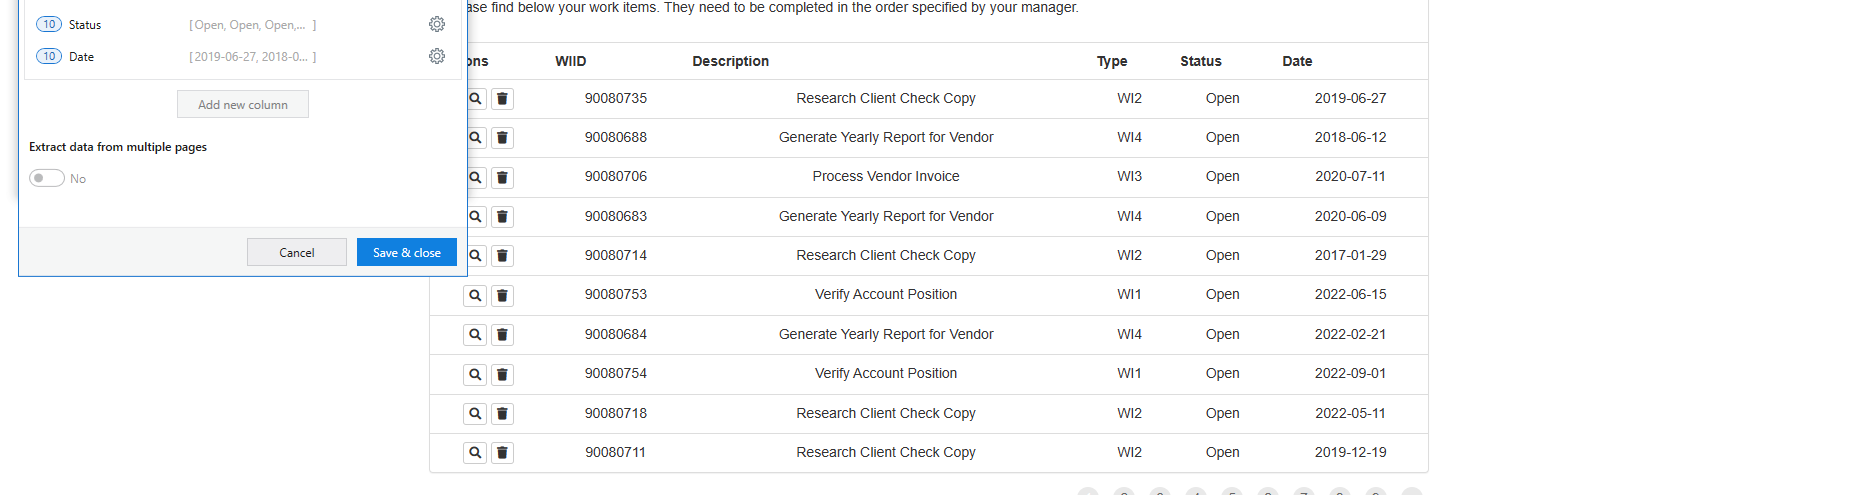 10 Status [Open, Open, Open,... ]
10 Date [2019-06-27, 2018-0... ]
Add new column
Extract data from multiple pages
No
Cancel Save & close
find below your work items. They need to be completed in the order specified by your manager.
WIID Description Type Status Date
90080735 Research Client Check Copy WI2 Open 2019-06-27
90080688 Generate Yearly Report for Vendor WI4 Open 2018-06-12
90080706 Process Vendor Invoice WI3 Open 2020-07-11
90080683 Generate Yearly Report for Vendor WI4 Open 2020-06-09
90080714 Research Client Check Copy WI2 Open 2017-01-29
90080753 Verify Account Position WI1 Open 2022-06-15
90080684 Generate Yearly Report for Vendor WI4 Open 2022-02-21
90080754 Verify Account Position WI1 Open 2022-09-01
90080718 Research Client Check Copy WI2 Open 2022-05-11
90080711 Research Client Check Copy WI2 Open 2019-12-19